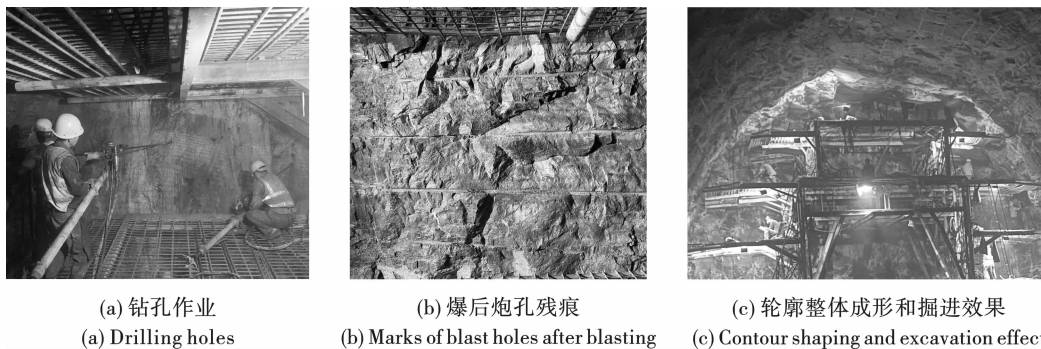 (a) 钻孔作业
(a) Drilling holes
(b) 爆后炮孔残痕
(b) Marks of blast holes after blasting
(c) 轮廓整体成形和掘进效果
(c) Contour shaping and excavation effec